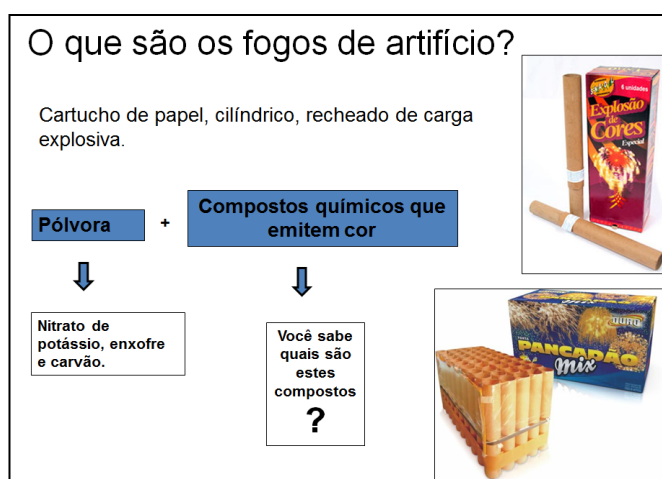 O que são os fogos de artifício?
Cartucho de papel, cilíndrico, recheado de carga
explosiva.
Pólvora
+
Compostos químicos que
emitem cor
Nitrato de
potássio, enxofre
e carvão.
Você sabe
quais são
estes
compostos
?
6 unidades
Explosão
de
Cores
Especial
PANCADÃO
mix